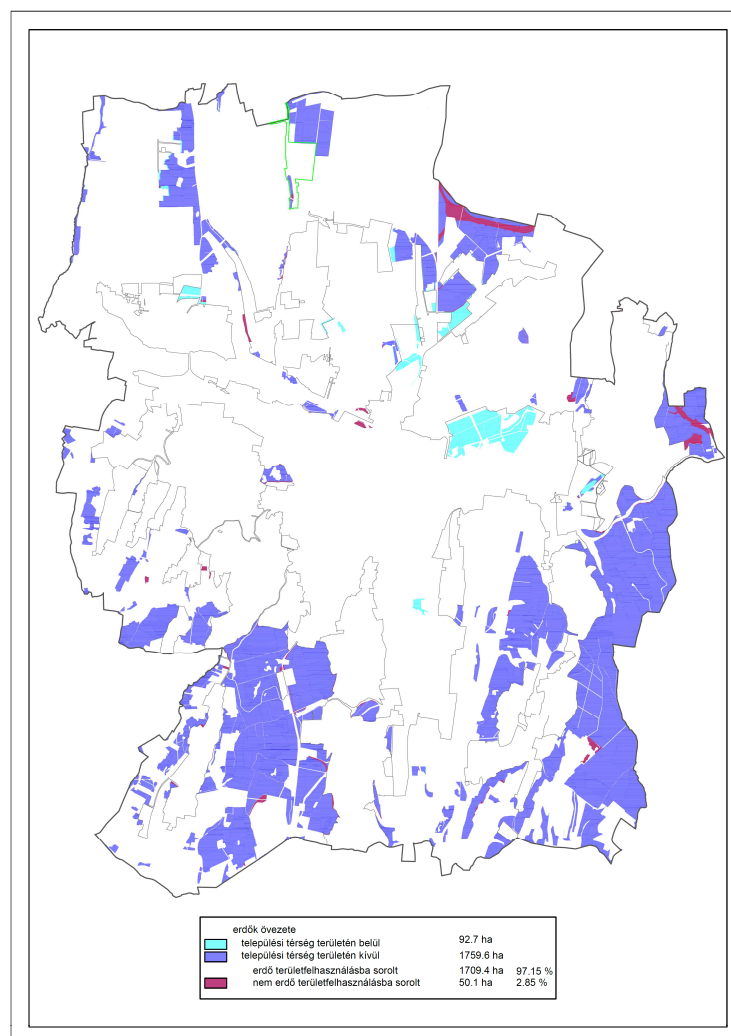 erdők övezete
települési térség területén belül 92.7 ha
települési térség területén kívül 1759.6 ha
erdő területfelhasználásba sorolt 1709.4 ha 97.15 %
nem erdő területfelhasználásba sorolt 50.1 ha 2.85 %